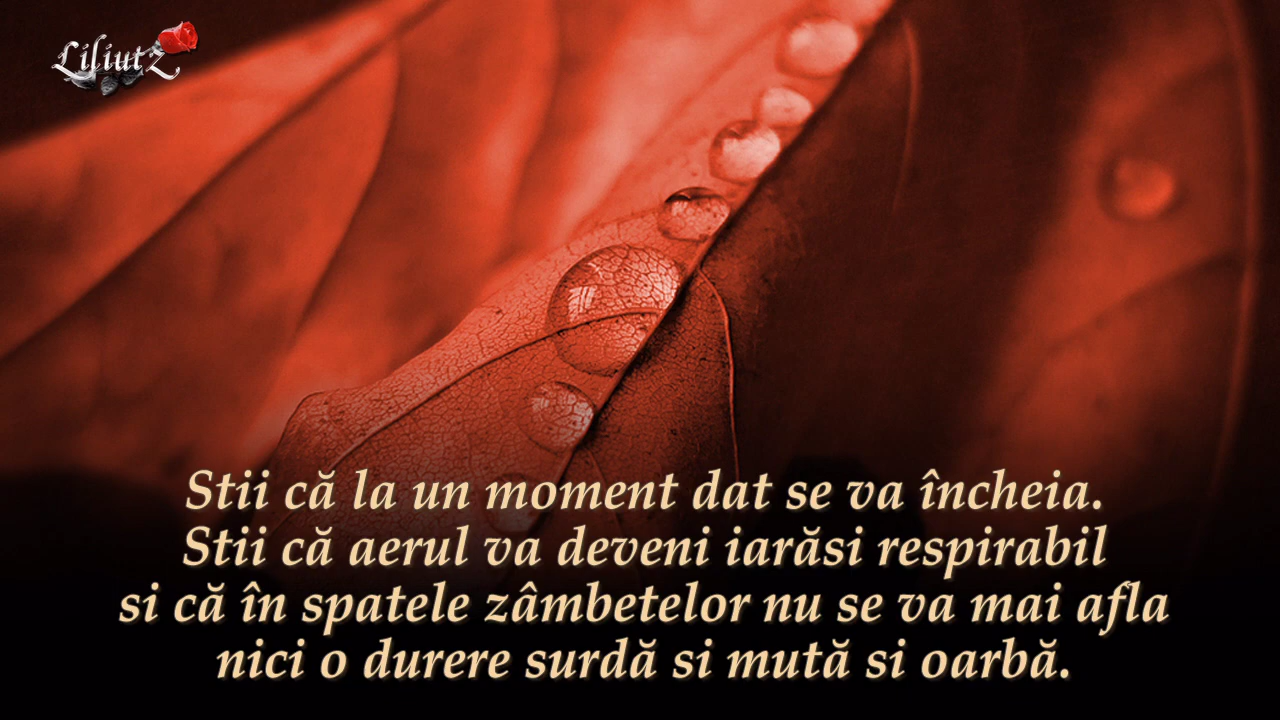 Liliutz
Stii că la un moment dat se va încheia.
Stii că aerul va deveni iarăsi respirabil
si că în spatele zâmbetelor nu se va mai afla
nici o durere surdă si mută si oarbă.